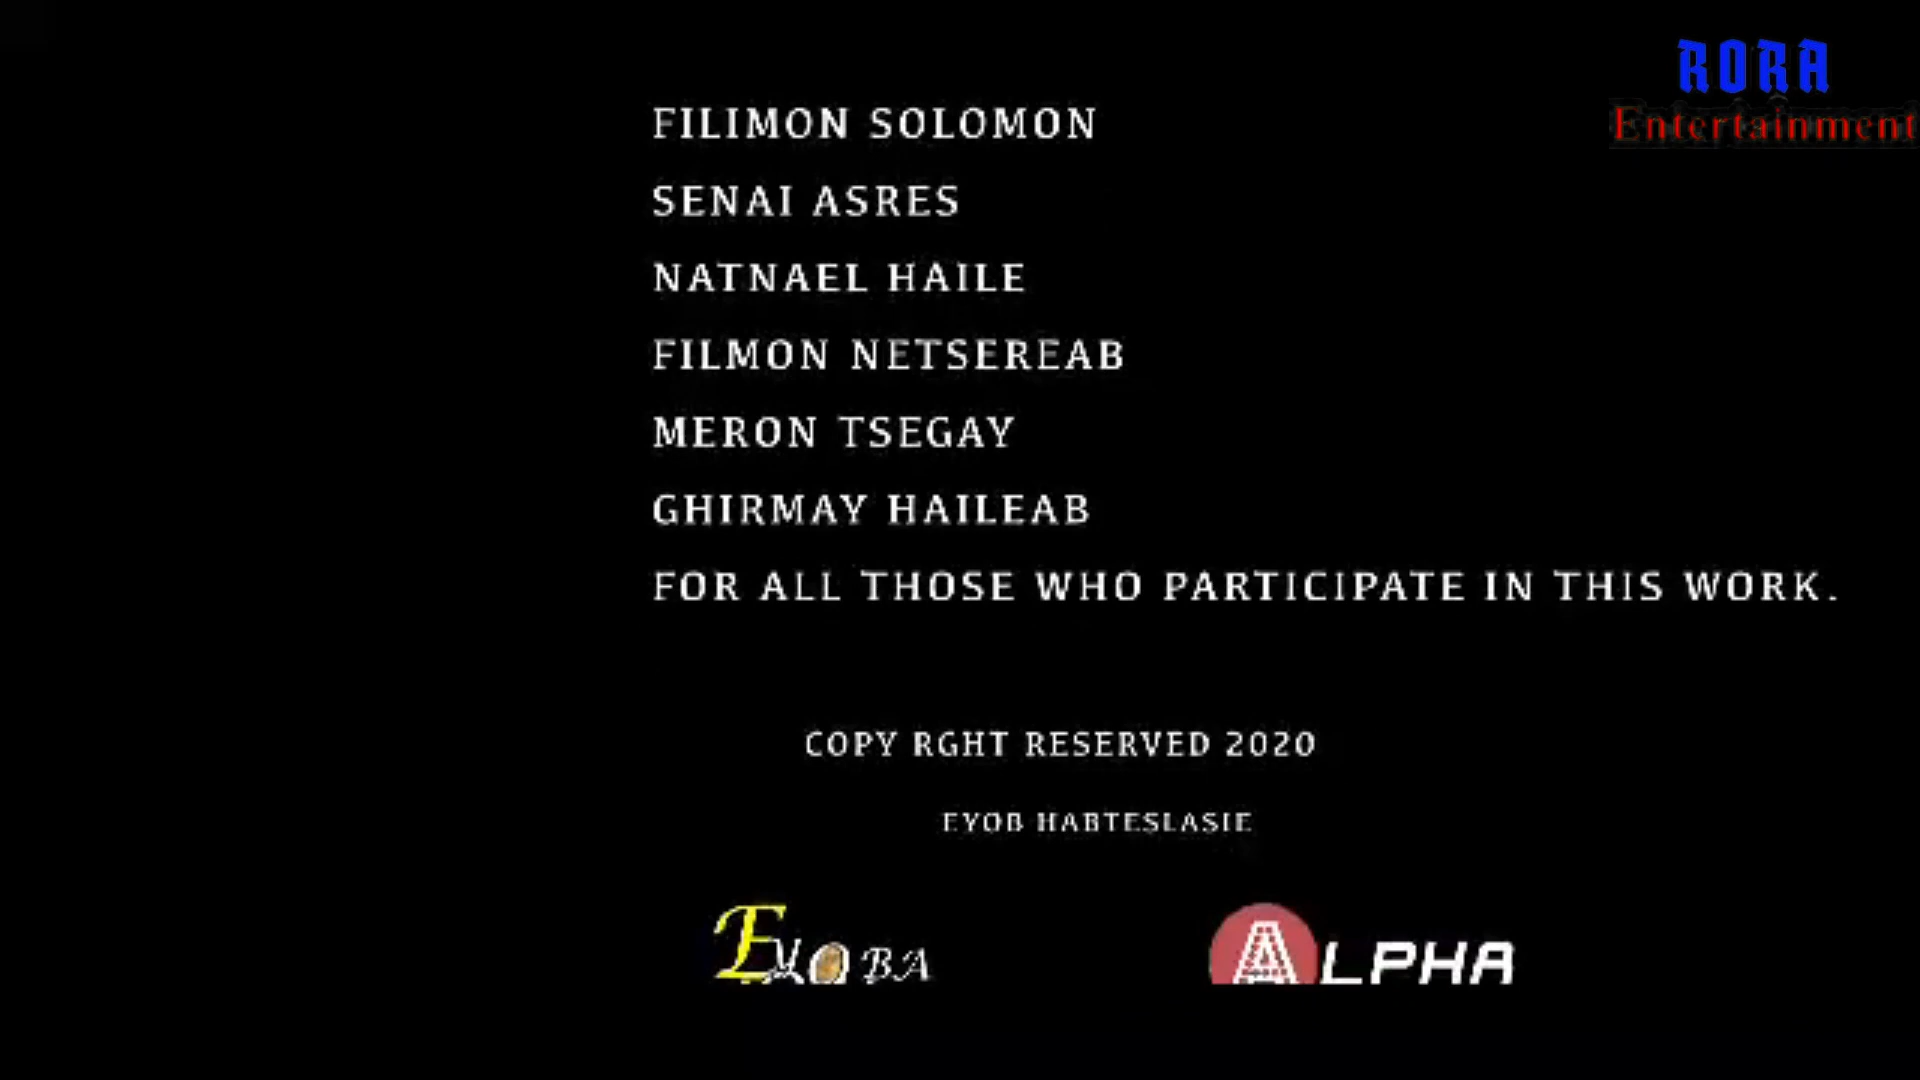 RORA
Entertainment
FILIMON SOLOMON
SENAI ASRES
NATNAEL HAILE
FILMON NETSEREAB
MERON TSEGAY
GHIRMAY HAILEAB
FOR ALL THOSE WHO PARTICIPATE IN THIS WORK.
COPY RGHT RESERVED 2020
EYOB HABTESLASIE
EYOBA
ALPHA